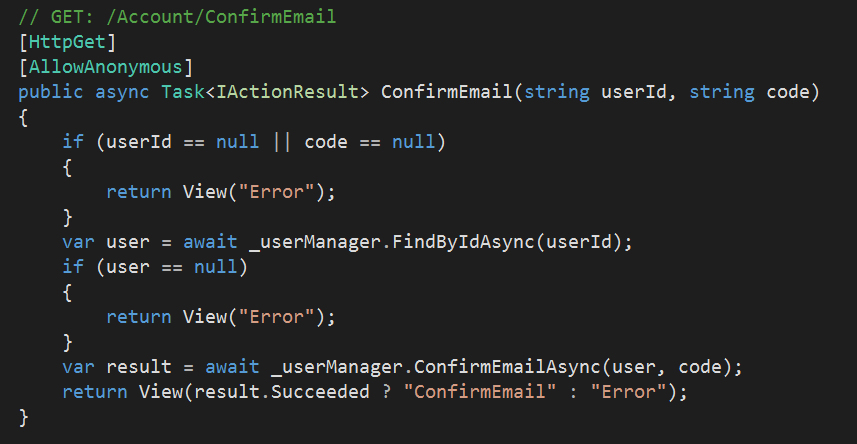 // GET: /Account/ConfirmEmail
[HttpGet]
[AllowAnonymous]
public async Task<IActionResult> ConfirmEmail(string userId, string code)
{
    if (userId == null || code == null)
    {
        return View("Error");
    }
    var user = await _userManager.FindByIdAsync(userId);
    if (user == null)
    {
        return View("Error");
    }
    var result = await _userManager.ConfirmEmailAsync(user, code);
    return View(result.Succeeded ? "ConfirmEmail" : "Error");
}